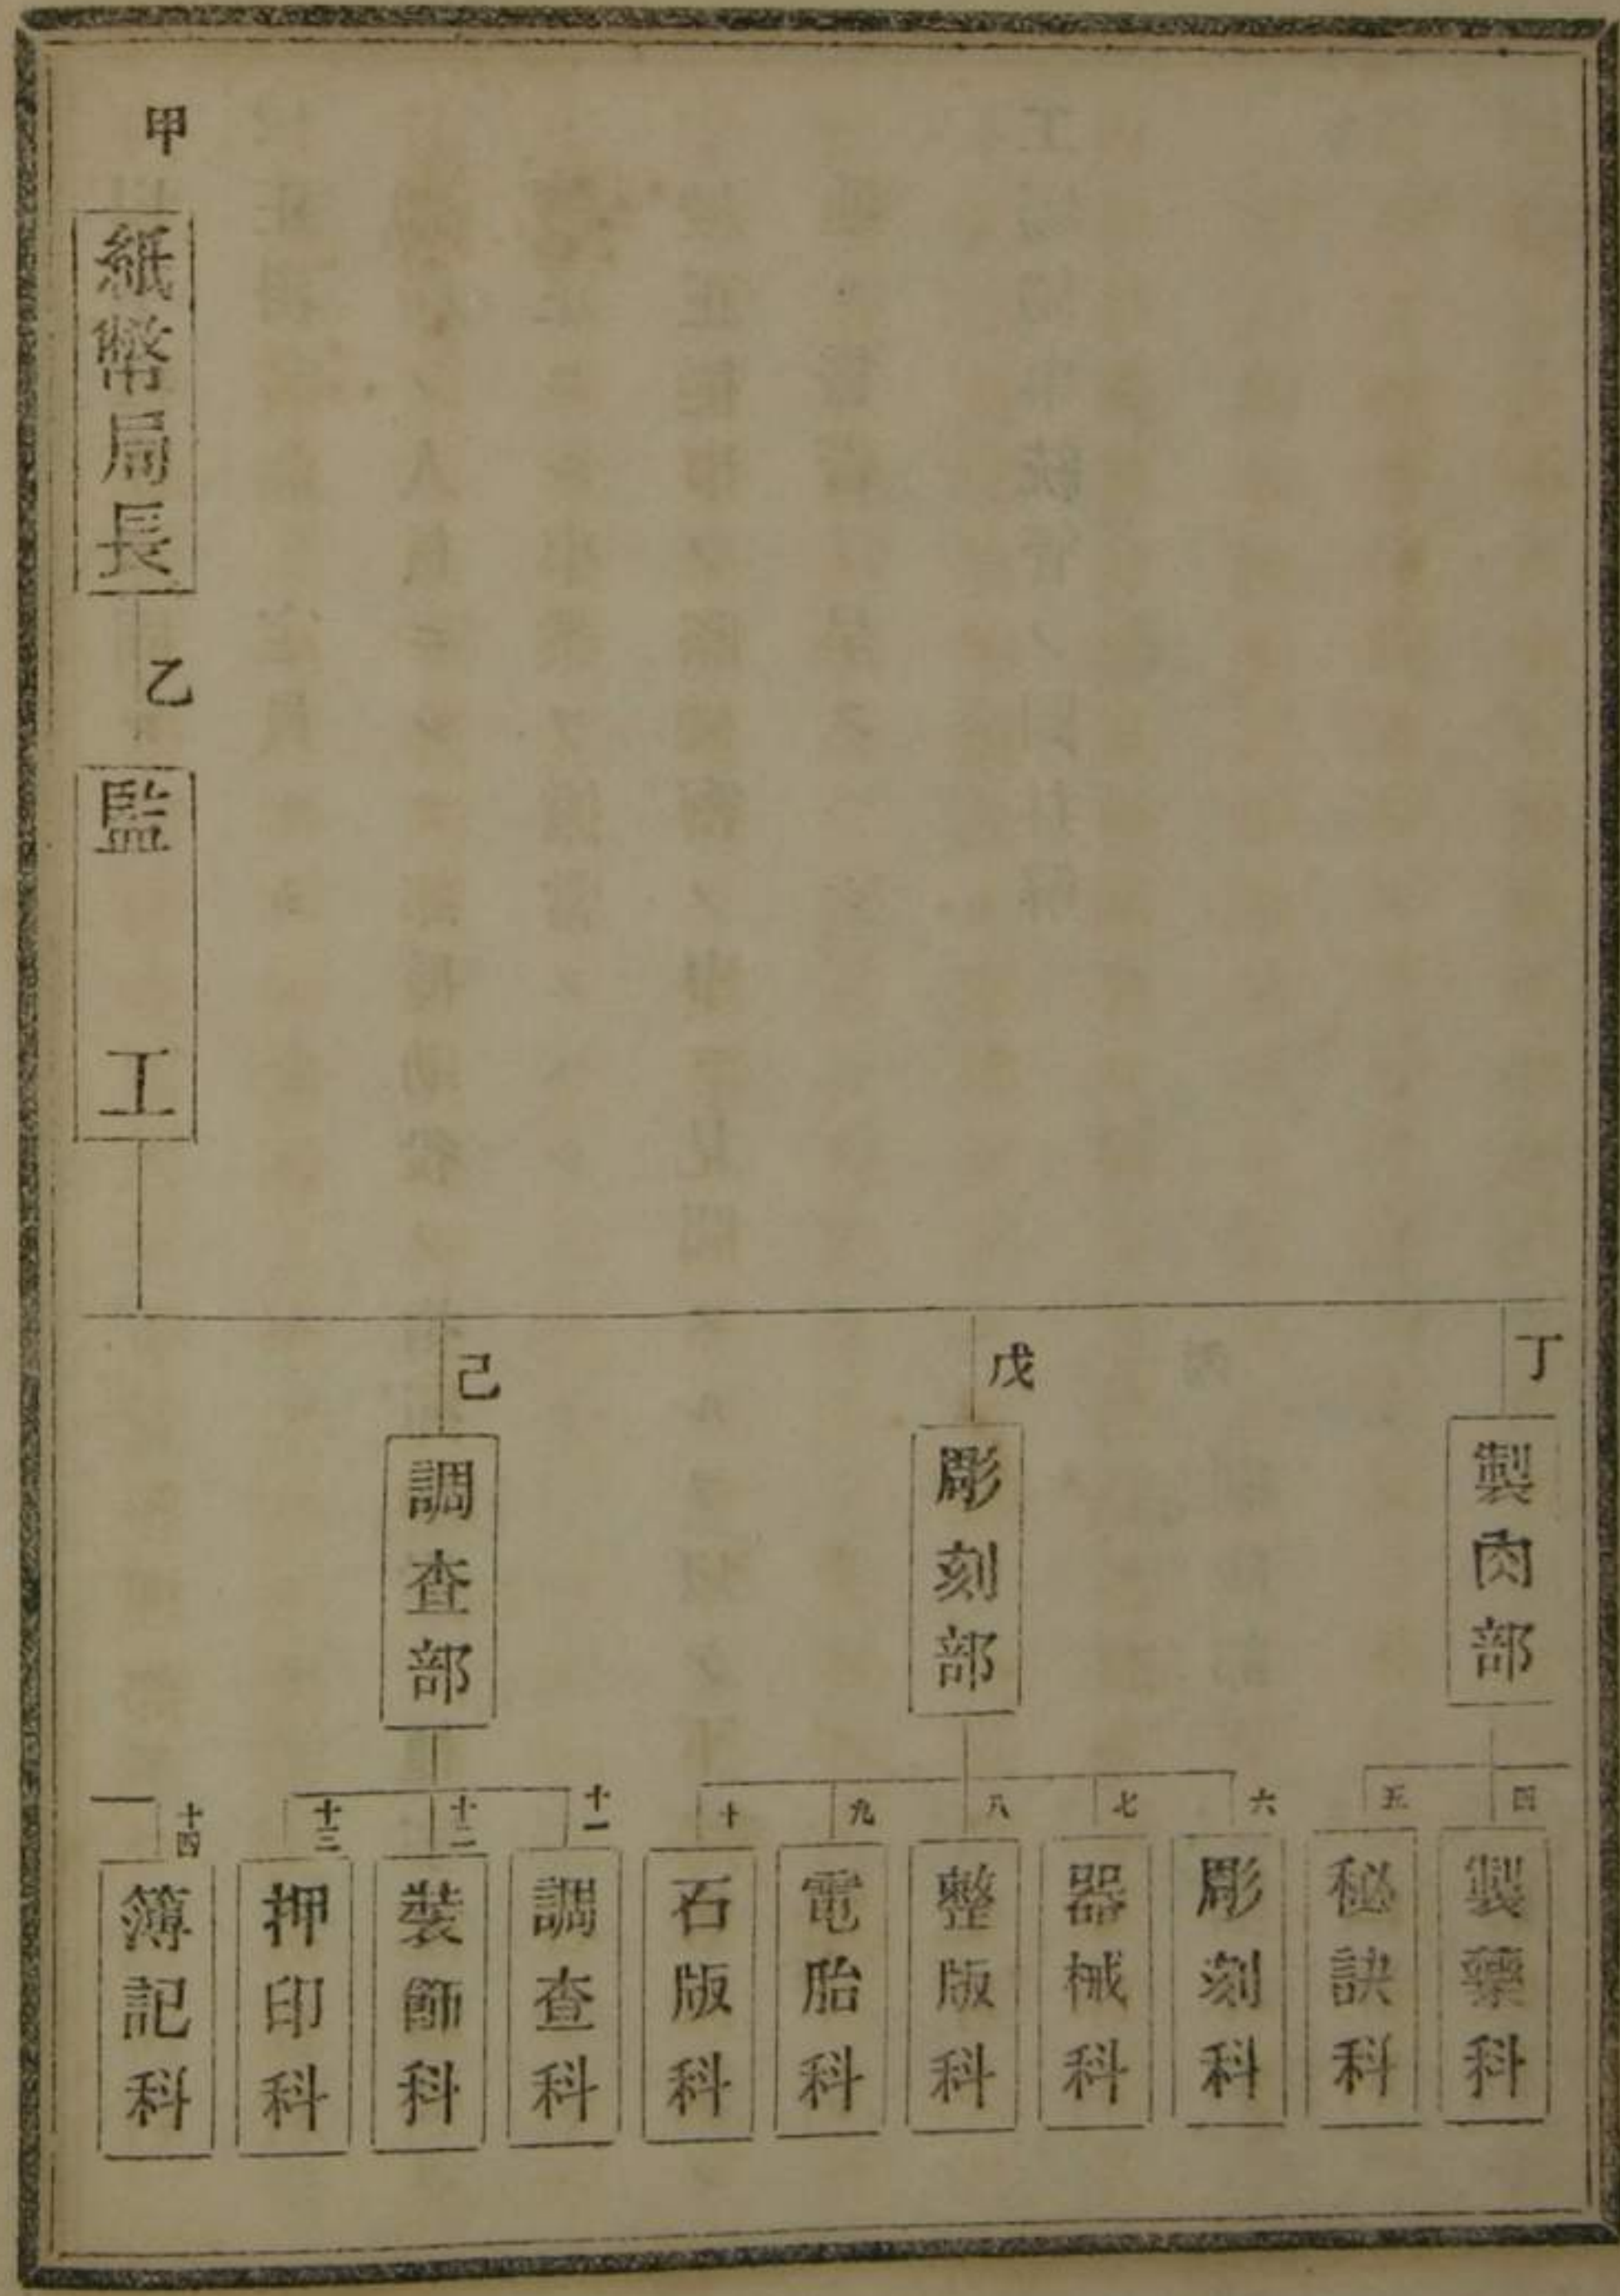 甲
紙幣局長
乙
監工
丁
製肉部
戊
彫刻部
己
調査部
四
製藥科
五
秘訣科
六
彫刻科
七
器械科
八
整版科
九
電胎科
十
石版科
十一
調査科
十二
裝飾科
十三
押印科
十四
簿記科